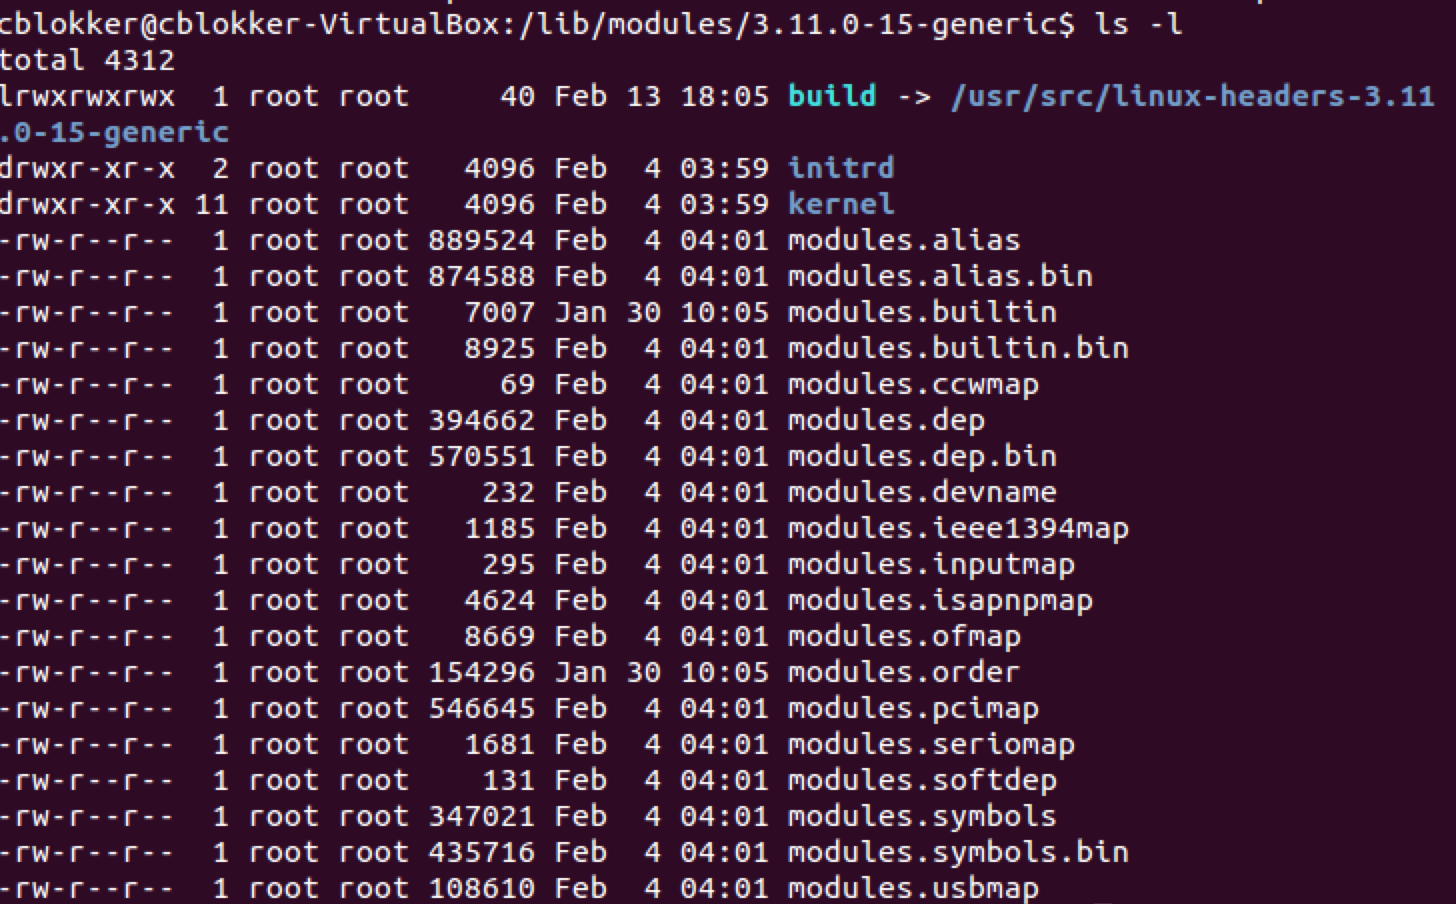 cblokker@cblokker-VirtualBox:/lib/modules/3.11.0-15-generic$ ls -l
total 4312
lrwxrwxrwx  1 root root     40 Feb 13 18:05 build -> /usr/src/linux-headers-3.11
.0-15-generic
drwxr-xr-x  2 root root   4096 Feb  4 03:59 initrd
drwxr-xr-x 11 root root   4096 Feb  4 03:59 kernel
-rw-r--r--  1 root root 889524 Feb  4 04:01 modules.alias
-rw-r--r--  1 root root 874588 Feb  4 04:01 modules.alias.bin
-rw-r--r--  1 root root   7007 Jan 30 10:05 modules.builtin
-rw-r--r--  1 root root   8925 Feb  4 04:01 modules.builtin.bin
-rw-r--r--  1 root root     69 Feb  4 04:01 modules.ccwmap
-rw-r--r--  1 root root 394662 Feb  4 04:01 modules.dep
-rw-r--r--  1 root root 570551 Feb  4 04:01 modules.dep.bin
-rw-r--r--  1 root root    232 Feb  4 04:01 modules.devname
-rw-r--r--  1 root root   1185 Feb  4 04:01 modules.ieee1394map
-rw-r--r--  1 root root    295 Feb  4 04:01 modules.inputmap
-rw-r--r--  1 root root   4624 Feb  4 04:01 modules.isapnpmap
-rw-r--r--  1 root root   8669 Feb  4 04:01 modules.ofmap
-rw-r--r--  1 root root 154296 Jan 30 10:05 modules.order
-rw-r--r--  1 root root 546645 Feb  4 04:01 modules.pcimap
-rw-r--r--  1 root root   1681 Feb  4 04:01 modules.seriomap
-rw-r--r--  1 root root    131 Feb  4 04:01 modules.softdep
-rw-r--r--  1 root root 347021 Feb  4 04:01 modules.symbols
-rw-r--r--  1 root root 435716 Feb  4 04:01 modules.symbols.bin
-rw-r--r--  1 root root 108610 Feb  4 04:01 modules.usbmap